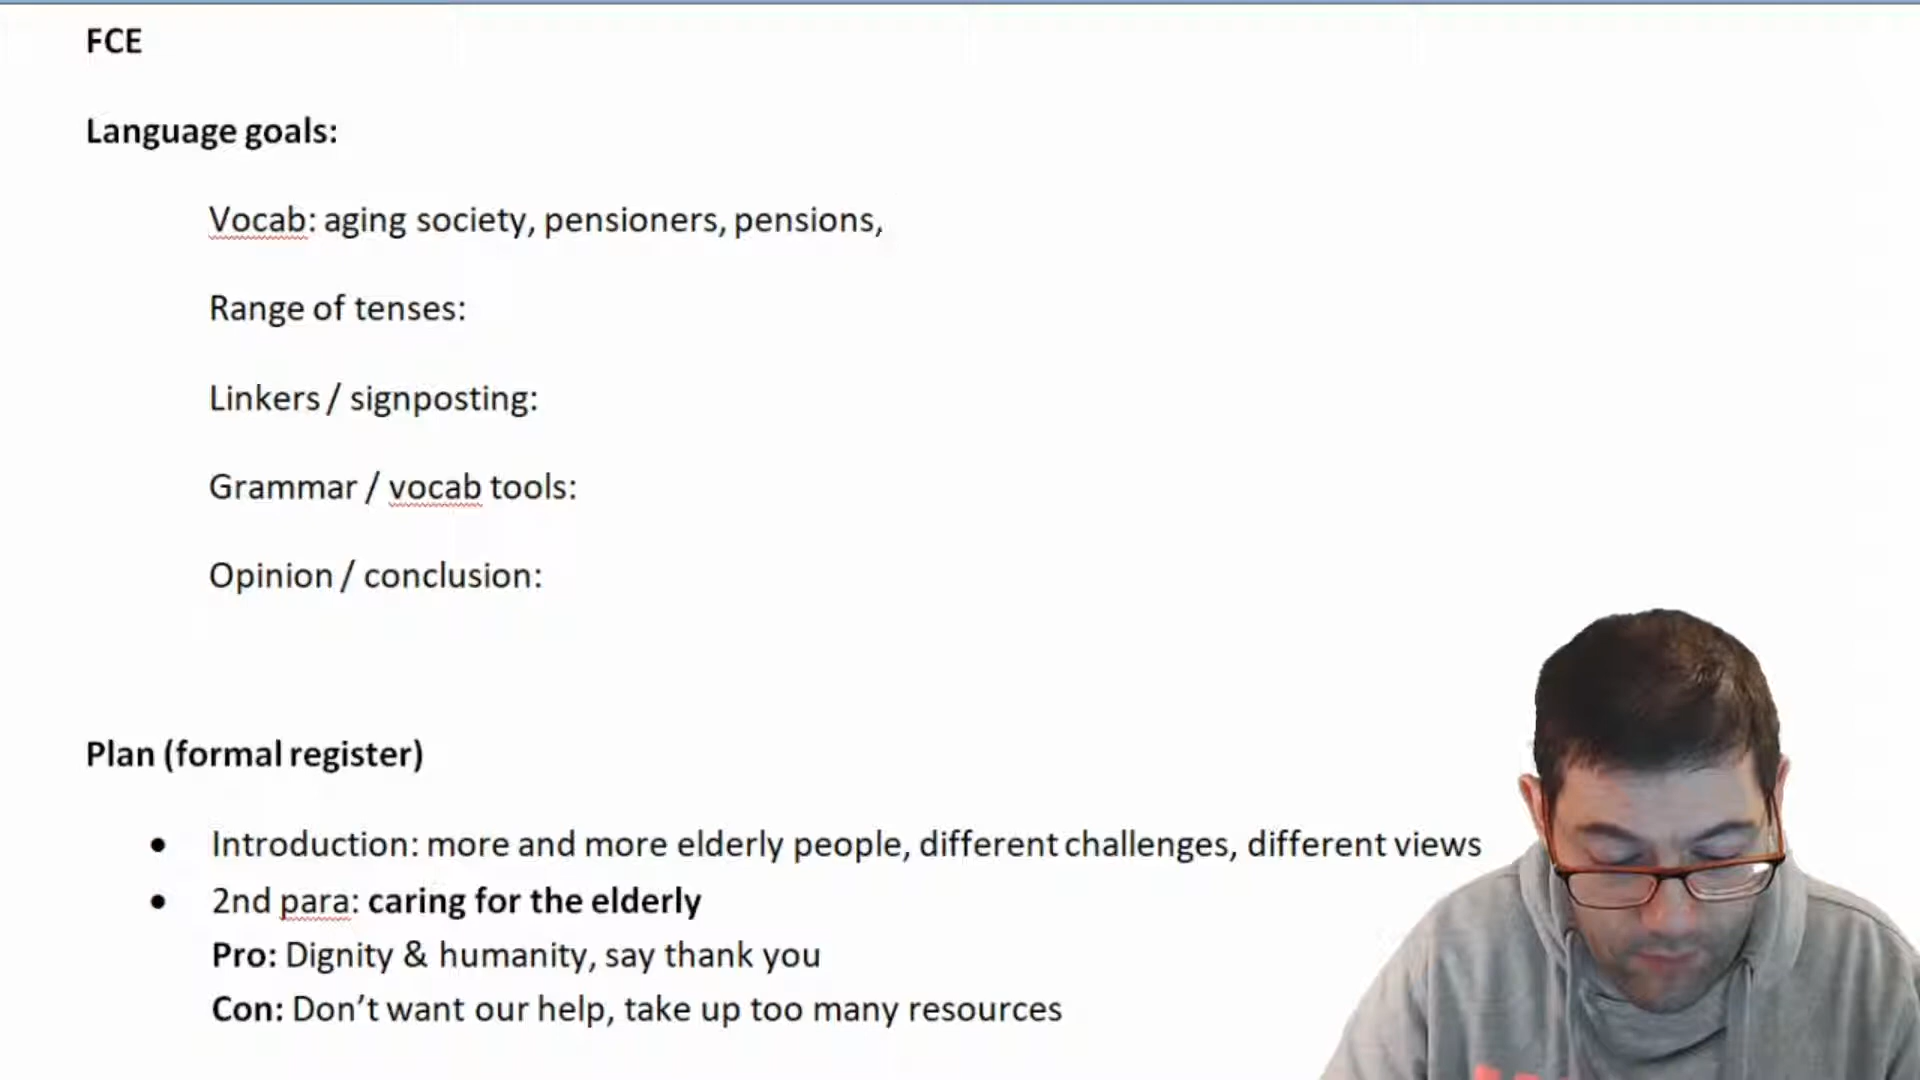 FCE
Language goals:
Vocab: aging society, pensioners, pensions,
Range of tenses:
Linkers / signposting:
Grammar / vocab tools:
Opinion / conclusion:
Plan (formal register)
• Introduction: more and more elderly people, different challenges, different views
• 2nd para: caring for the elderly
Pro: Dignity & humanity, say thank you
Con: Don’t want our help, take up too many resources